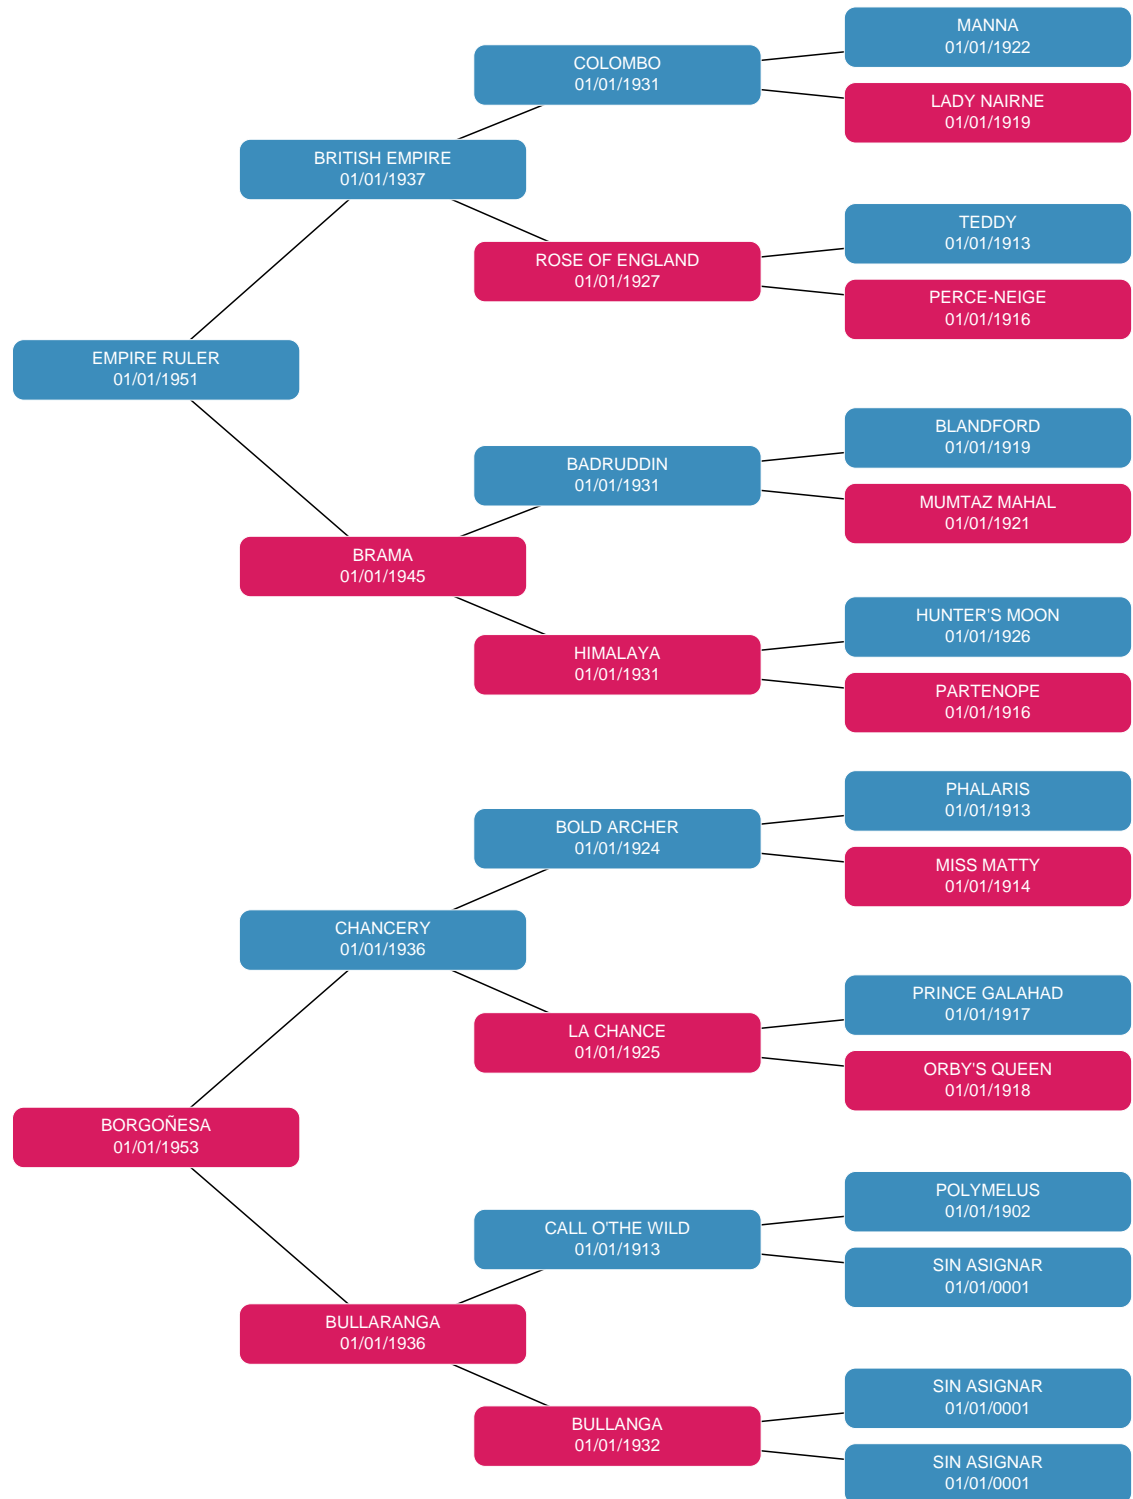 MANNA
01/01/1922
COLOMBO
01/01/1931
LADY NAIRNE
01/01/1919
BRITISH EMPIRE
01/01/1937
TEDDY
01/01/1913
ROSE OF ENGLAND
01/01/1927
PERCE-NEIGE
01/01/1916
EMPIRE RULER
01/01/1951
BLANDFORD
01/01/1919
BADRUDDIN
01/01/1931
MUMTAZ MAHAL
01/01/1921
BRAMA
01/01/1945
HUNTER'S MOON
01/01/1926
HIMALAYA
01/01/1931
PARTENOPE
01/01/1916
PHALARIS
01/01/1913
BOLD ARCHER
01/01/1924
MISS MATTY
01/01/1914
CHANCERY
01/01/1936
PRINCE GALAHAD
01/01/1917
LA CHANCE
01/01/1925
ORBY'S QUEEN
01/01/1918
BORGOÑESA
01/01/1953
POLYMELUS
01/01/1902
CALL O'THE WILD
01/01/1913
SIN ASIGNAR
01/01/0001
BULLARANGA
01/01/1936
SIN ASIGNAR
01/01/0001
BULLANGA
01/01/1932
SIN ASIGNAR
01/01/0001